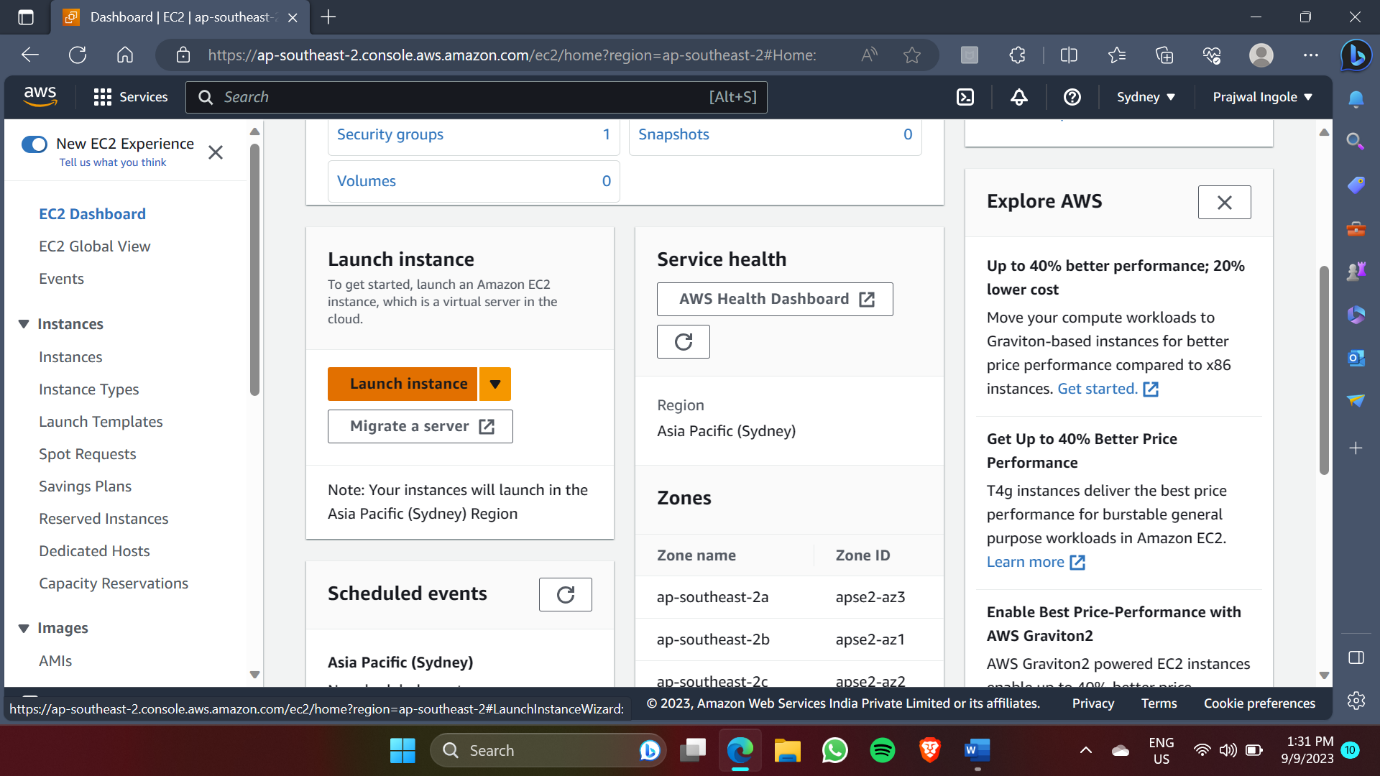 Dashboard | EC2 | ap-southeast-
https://ap-southeast-2.console.aws.amazon.com/ec2/home?region=ap-southeast-2#Home:
aws
Services
Search
[Alt+S]
Sydney
Prajwal Ingole
New EC2 Experience
Tell us what you think
EC2 Dashboard
EC2 Global View
Events
Instances
Instances
Instance Types
Launch Templates
Spot Requests
Savings Plans
Reserved Instances
Dedicated Hosts
Capacity Reservations
Images
AMIs
Security groups 1
Snapshots 0
Volumes 0
Launch instance
To get started, launch an Amazon EC2
instance, which is a virtual server in the
cloud.
Launch instance
Migrate a server
Note: Your instances will launch in the
Asia Pacific (Sydney) Region
Scheduled events
Asia Pacific (Sydney)
Service health
AWS Health Dashboard
Region
Asia Pacific (Sydney)
Zones
Zone name Zone ID
ap-southeast-2a apse2-az3
ap-southeast-2b apse2-az1
ap-southeast-2c apse2-az2
Explore AWS
Up to 40% better performance; 20%
lower cost
Move your compute workloads to
Graviton-based instances for better
price performance compared to x86
instances. Get started.
Get Up to 40% Better Price
Performance
T4g instances deliver the best price
performance for burstable general
purpose workloads in Amazon EC2.
Learn more
Enable Best Price-Performance with
AWS Graviton2
AWS Graviton2 powered EC2 instances
enable up to 40% better price
https://ap-southeast-2.console.aws.amazon.com/ec2/home?region=ap-southeast-2#LaunchInstanceWizard:
© 2023, Amazon Web Services India Private Limited or its affiliates.
Privacy
Terms
Cookie preferences
Search
ENG
US
1:31 PM
9/9/2023
10